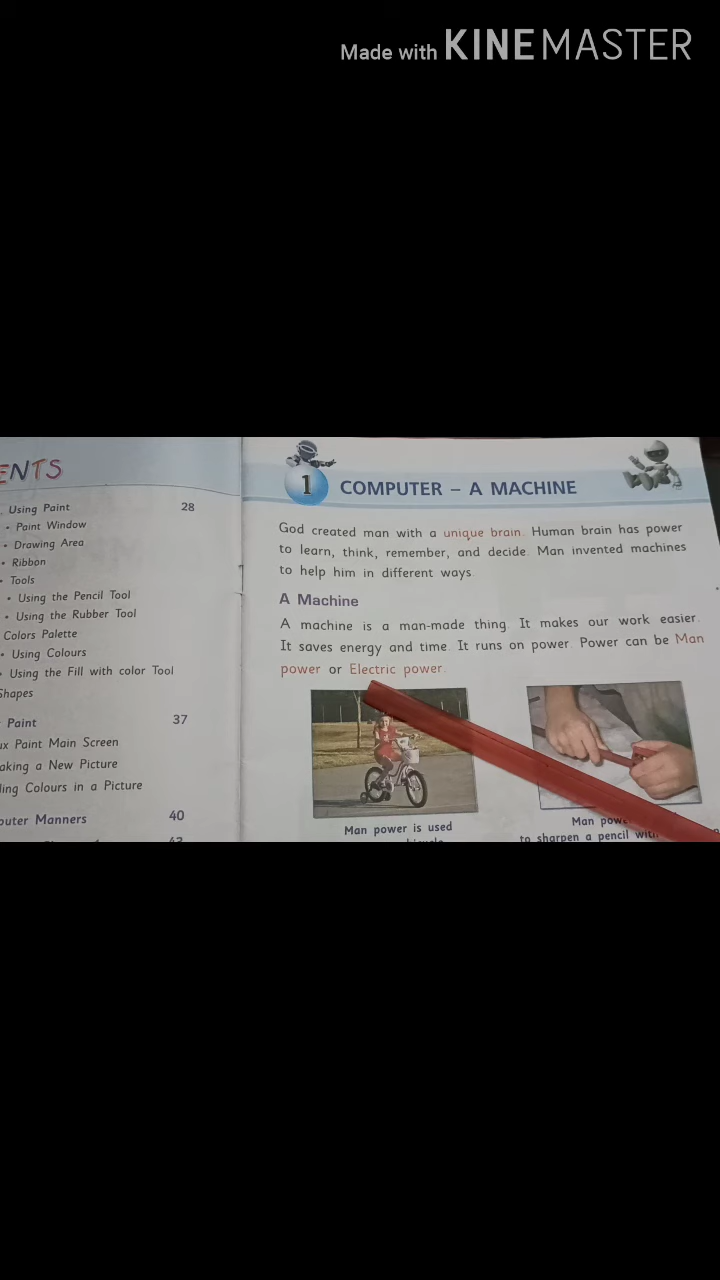 Made with KINEMASTER
ENTS
Using Paint 28
• Paint Window
• Drawing Area
• Ribbon
• Tools
• Using the Pencil Tool
• Using the Rubber Tool
Colors Palette
• Using Colours
• Using the Fill with color Tool
Shapes
Paint 37
ux Paint Main Screen
aking a New Picture
ling Colours in a Picture
puter Manners 40
1 COMPUTER – A MACHINE
God created man with a unique brain. Human brain has power
to learn, think, remember, and decide. Man invented machines
to help him in different ways.
A Machine
A machine is a man-made thing. It makes our work easier.
It saves energy and time. It runs on power. Power can be Man
power or Electric power.
Man power is used
Man
to sharpen a pencil